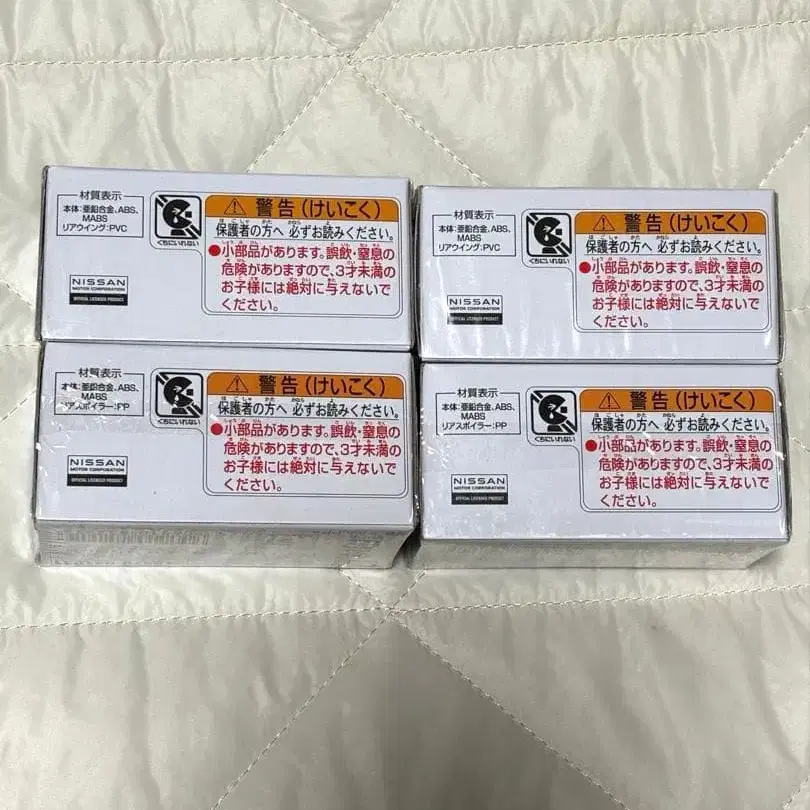 材質表示
本体:亜鉛合金、ABS、
MABS
リアウイング:PVC
NISSAN
MOTOR CORPORATION
OFFICIAL LICENSED PRODUCT
くちにいれない
警告(けいこく)
保護者の方へ 必ずお読みください。
●小部品があります。誤飲・窒息の
危険がありますので、3才未満の
お子様には絶対に与えないで
ください。
材質表示
本体:亜鉛合金、ABS、
MABS
リアウイング:PVC
NISSAN
MOTOR CORPORATION
OFFICIAL LICENSED PRODUCT
くちにいれない
警告(けいこく)
保護者の方へ 必ずお読みください。
●小部品があります。誤飲・窒息の
危険がありますので、3才未満の
お子様には絶対に与えないで
ください。
材質表示
本体:亜鉛合金、ABS、
MABS
リアスポイラー:PP
NISSAN
MOTOR CORPORATION
OFFICIAL LICENSED PRODUCT
くちにいれない
警告(けいこく)
保護者の方へ 必ずお読みください。
●小部品があります。誤飲・窒息の
危険がありますので、3才未満の
お子様には絶対に与えないで
ください。
材質表示
本体:亜鉛合金、ABS、
MABS
リアスポイラー:PP
NISSAN
MOTOR CORPORATION
OFFICIAL LICENSED PRODUCT
くちにいれない
警告(けいこく)
保護者の方へ 必ずお読みください。
●小部品があります。誤飲・窒息の
危険がありますので、3才未満の
お子様には絶対に与えないで
ください。